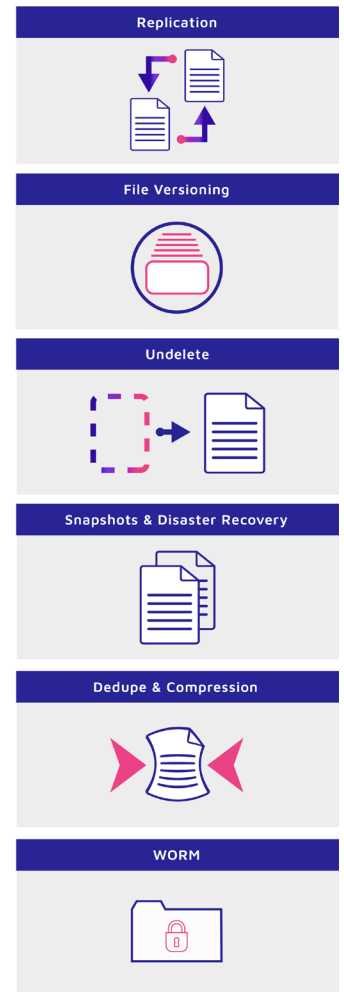 Replication
File Versioning
Undelete
Snapshots & Disaster Recovery
Dedupe & Compression
WORM